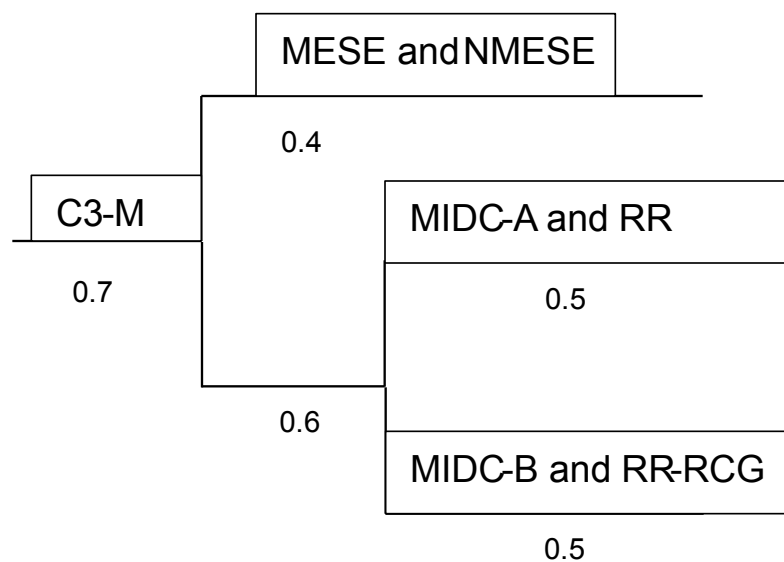 MESE and NMESE
0.4
C3-M
0.7
MIDC-A and RR
0.5
0.6
MIDC-B and RR-RCG
0.5